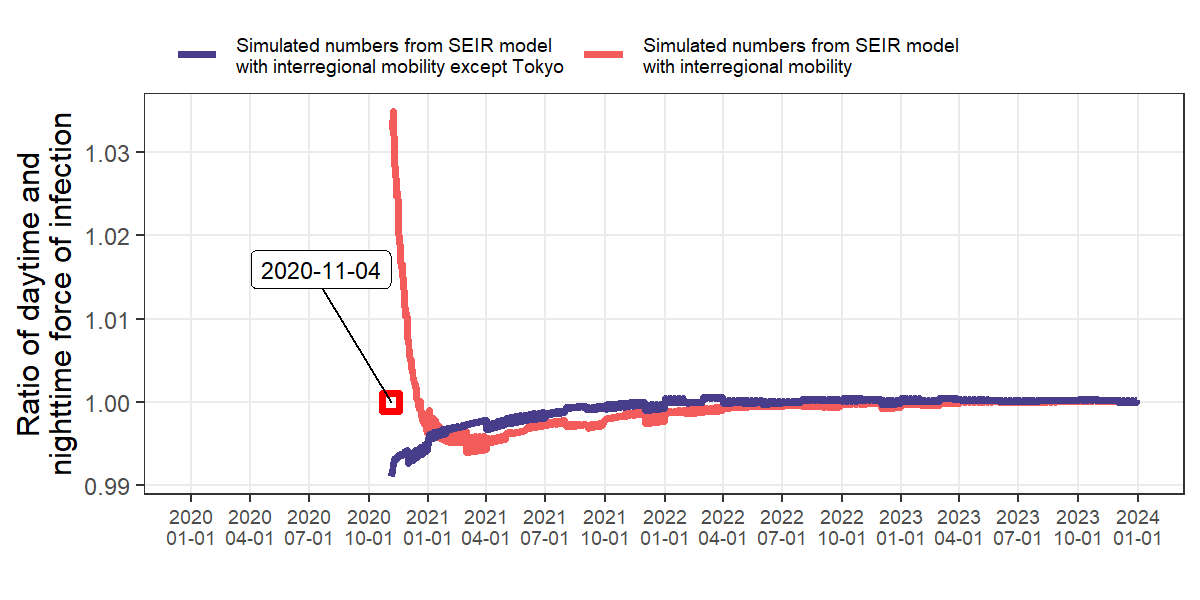 Simulated numbers from SEIR model
with interregional mobility except Tokyo
Simulated numbers from SEIR model
with interregional mobility
Ratio of daytime and
nighttime force of infection
1.03
1.02
1.01
1.00
0.99
2020-11-04
2020 2020 2020 2020 2021 2021 2021 2021 2022 2022 2022 2022 2023 2023 2023 2023 2024
01-01 04-01 07-01 10-01 01-01 04-01 07-01 10-01 01-01 04-01 07-01 10-01 01-01 04-01 07-01 10-01 01-01